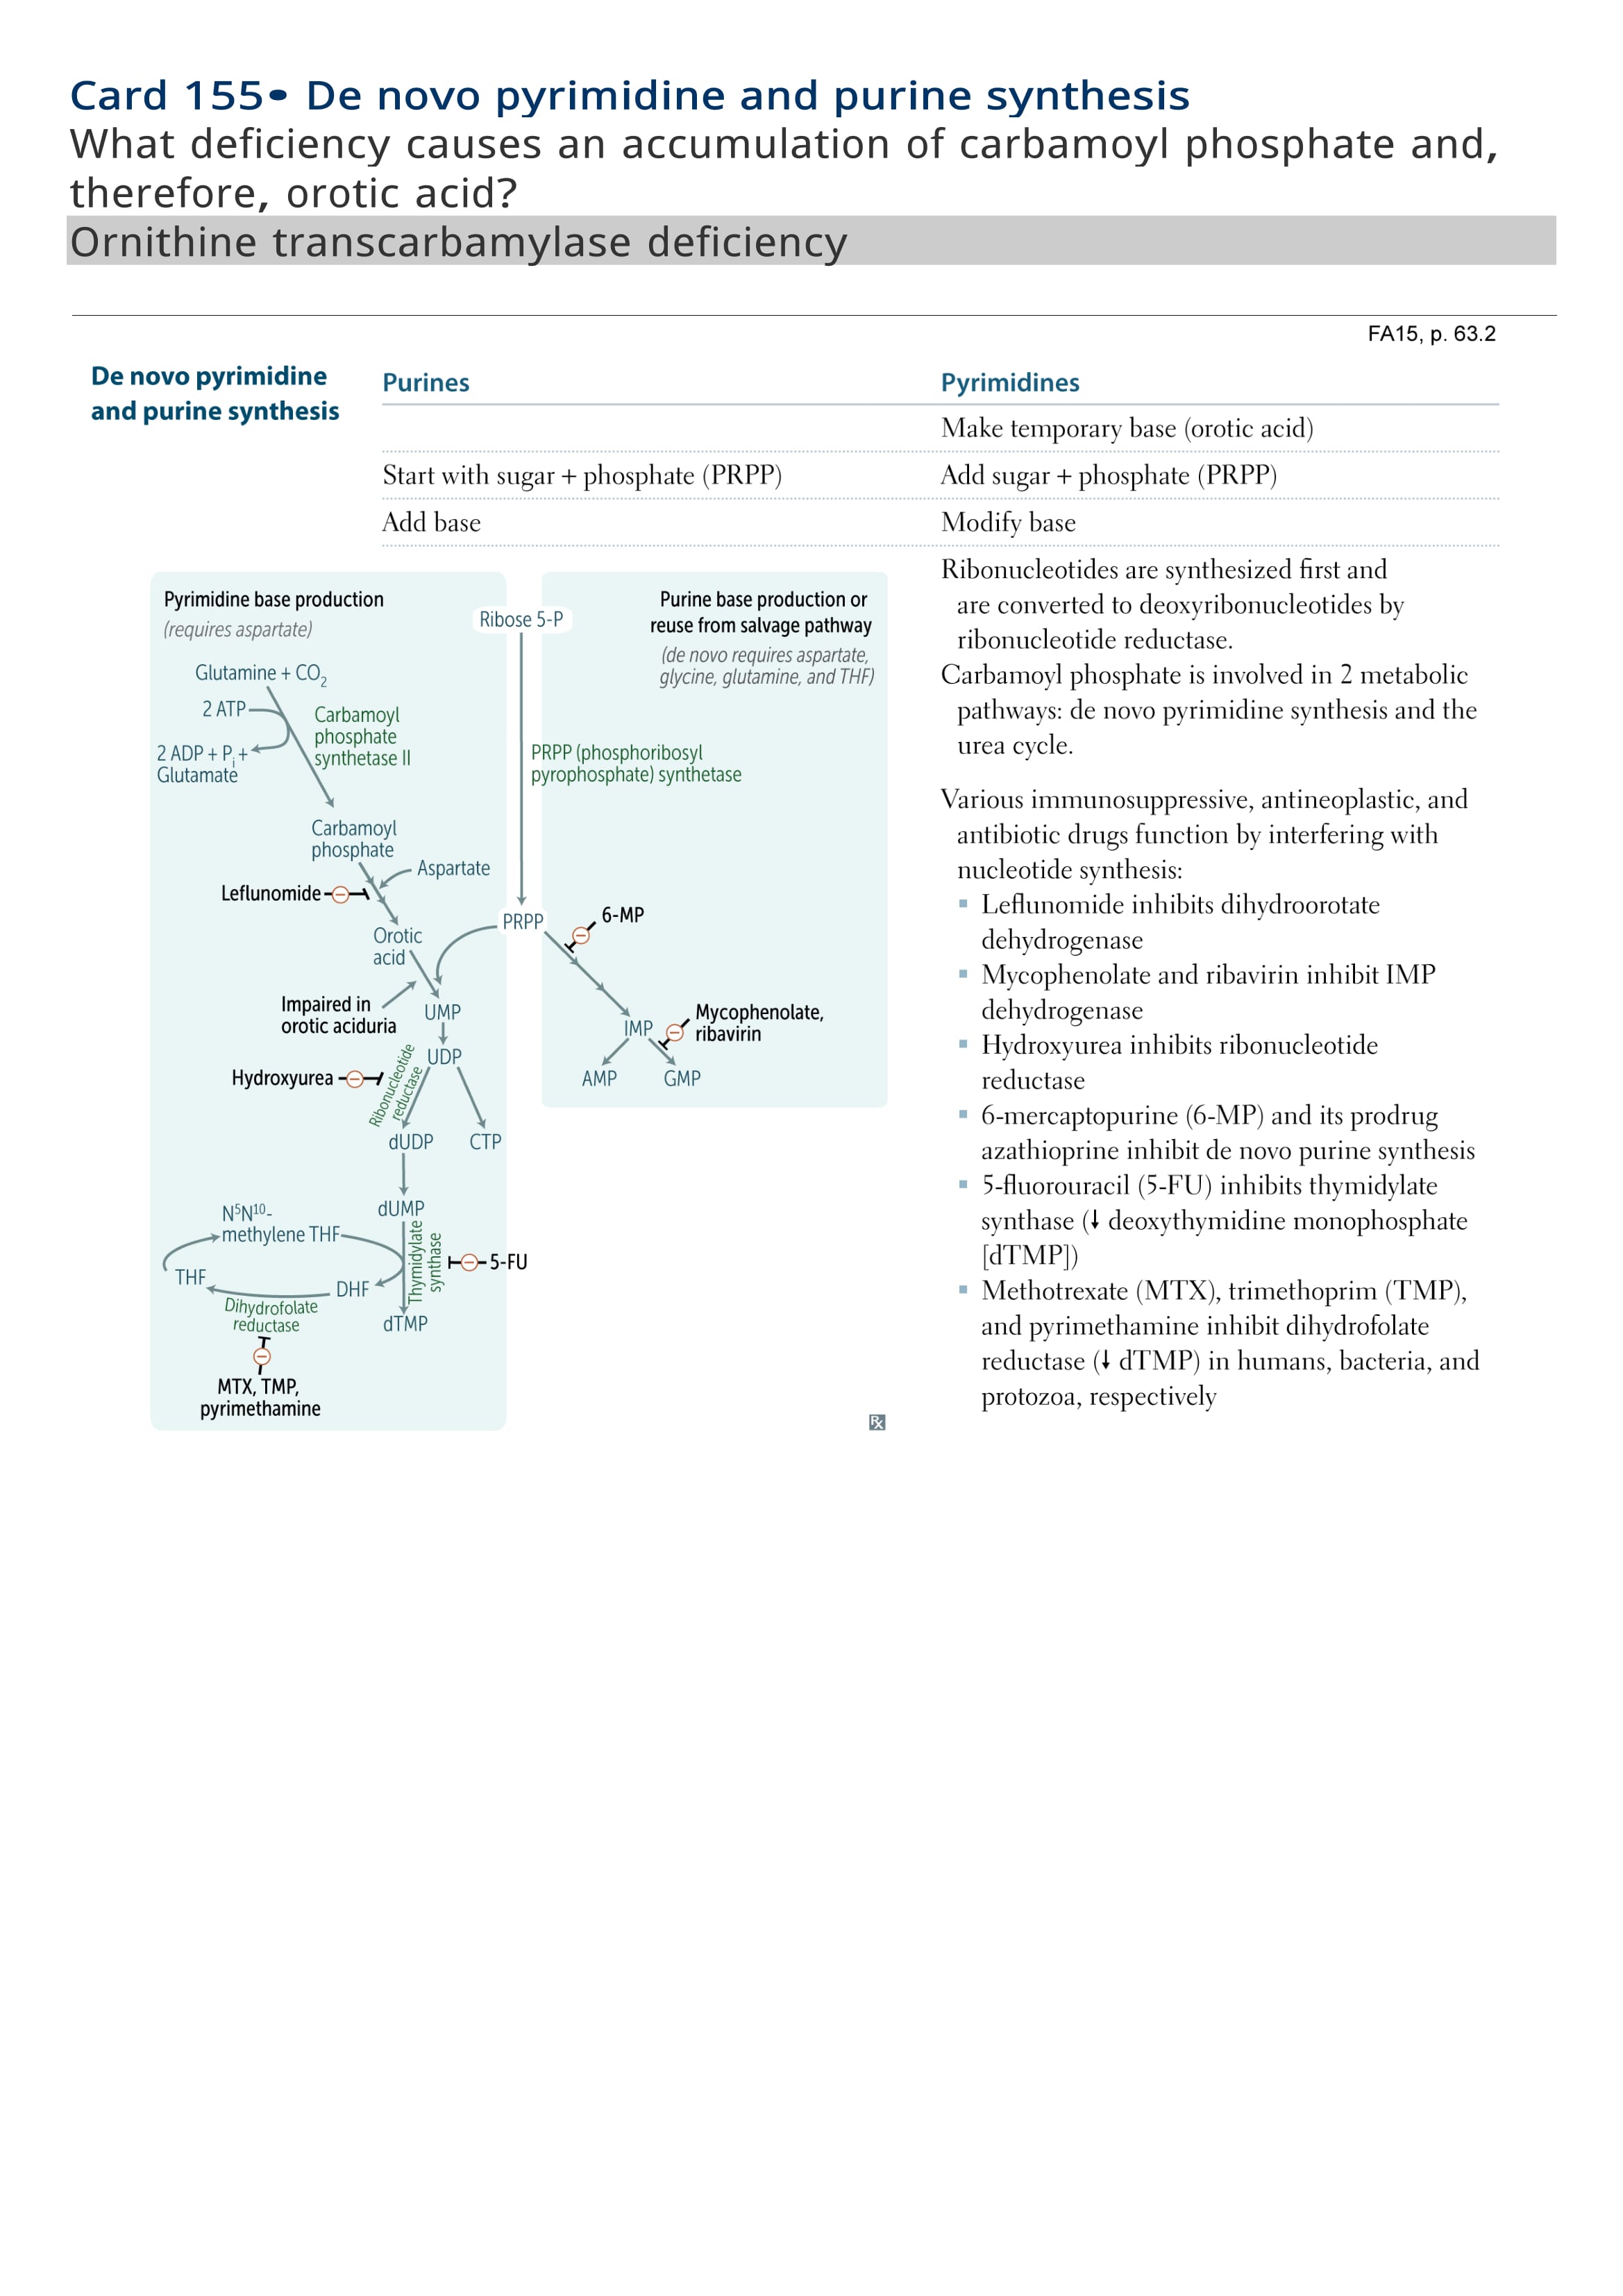 Card 155• De novo pyrimidine and purine synthesis
What deficiency causes an accumulation of carbamoyl phosphate and,
therefore, orotic acid?
Ornithine transcarbamylase deficiency
FA15, p. 63.2
De novo pyrimidine
and purine synthesis
Purines
Pyrimidines
Make temporary base (orotic acid)
Start with sugar + phosphate (PRPP)
Add sugar + phosphate (PRPP)
Add base
Modify base
Pyrimidine base production
(requires aspartate)
Glutamine + CO2
2 ATP
Carbamoyl
phosphate
synthetase II
2 ADP + Pi +
Glutamate
Carbamoyl
phosphate
Aspartate
Leflunomide
Orotic
acid
Impaired in
orotic aciduria
UMP
UDP
Hydroxyurea
Ribonucleotide
reductase
dUDP
CTP
dUMP
N5N10-
methylene THF
Thymidylate
synthase
5-FU
THF
DHF
Dihydrofolate
reductase
dTMP
MTX, TMP,
pyrimethamine
Ribose 5-P
PRPP (phosphoribosyl
pyrophosphate) synthetase
PRPP
Purine base production or
reuse from salvage pathway
(de novo requires aspartate,
glycine, glutamine, and THF)
6-MP
IMP
Mycophenolate,
ribavirin
AMP
GMP
Rx
Ribonucleotides are synthesized first and
are converted to deoxyribonucleotides by
ribonucleotide reductase.
Carbamoyl phosphate is involved in 2 metabolic
pathways: de novo pyrimidine synthesis and the
urea cycle.
Various immunosuppressive, antineoplastic, and
antibiotic drugs function by interfering with
nucleotide synthesis:
▪ Leflunomide inhibits dihydroorotate
dehydrogenase
▪ Mycophenolate and ribavirin inhibit IMP
dehydrogenase
▪ Hydroxyurea inhibits ribonucleotide
reductase
▪ 6-mercaptopurine (6-MP) and its prodrug
azathioprine inhibit de novo purine synthesis
▪ 5-fluorouracil (5-FU) inhibits thymidylate
synthase (↓ deoxythymidine monophosphate
[dTMP])
▪ Methotrexate (MTX), trimethoprim (TMP),
and pyrimethamine inhibit dihydrofolate
reductase (↓ dTMP) in humans, bacteria, and
protozoa, respectively